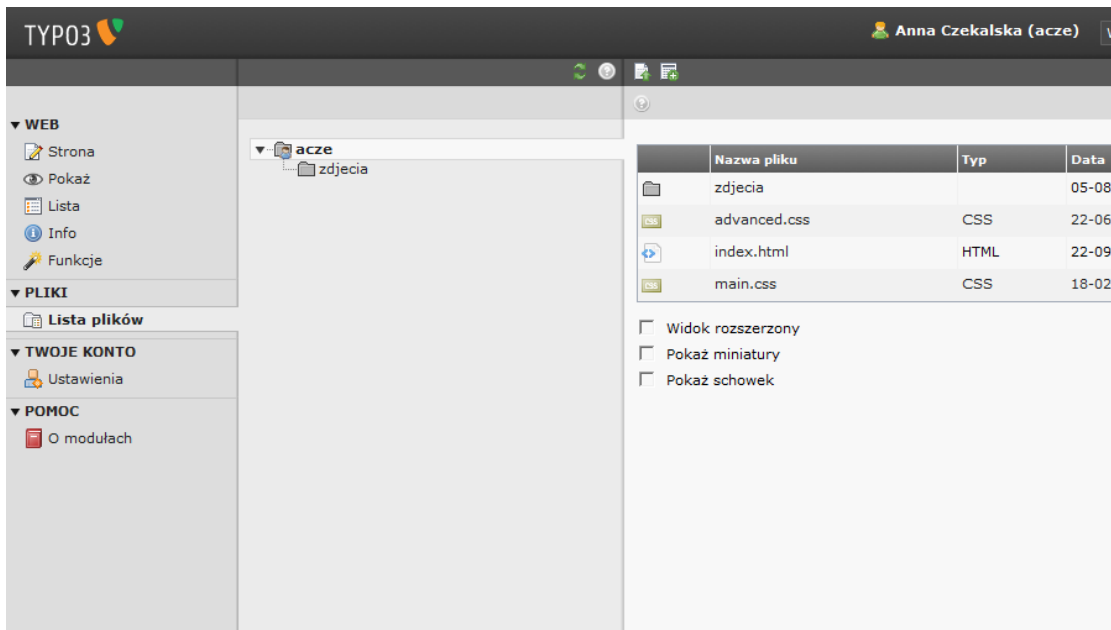 TYPO3
Anna Czekalska (acze)
WEB
Strona
Pokaż
Lista
Info
Funkcje
PLIKI
Lista plików
TWOJE KONTO
Ustawienia
POMOC
O modułach
acze
zdjecia
Nazwa pliku Typ Data
zdjecia 05-08
CSS advanced.css CSS 22-06
index.html HTML 22-09
CSS main.css CSS 18-02
Widok rozszerzony
Pokaż miniatury
Pokaż schowek